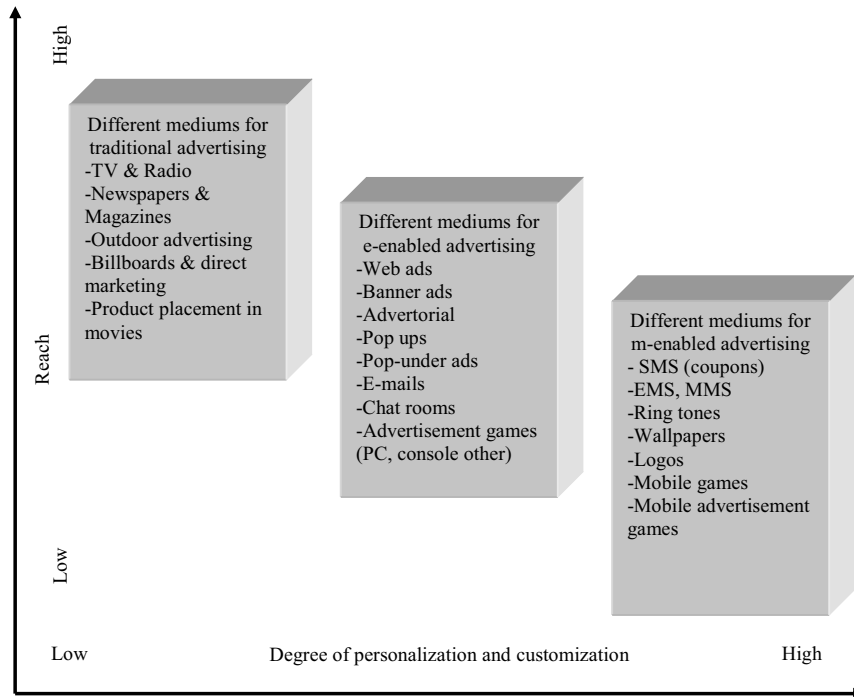 High
Different mediums for
traditional advertising
-TV & Radio
-Newspapers &
Magazines
-Outdoor advertising
-Billboards & direct
marketing
-Product placement in
movies
Different mediums for
e-enabled advertising
-Web ads
-Banner ads
-Advertorial
-Pop ups
-Pop-under ads
-E-mails
-Chat rooms
-Advertisement games
(PC, console other)
Different mediums for
m-enabled advertising
- SMS (coupons)
-EMS, MMS
-Ring tones
-Wallpapers
-Logos
-Mobile games
-Mobile advertisement
games
Reach
Low
Low
Degree of personalization and customization
High